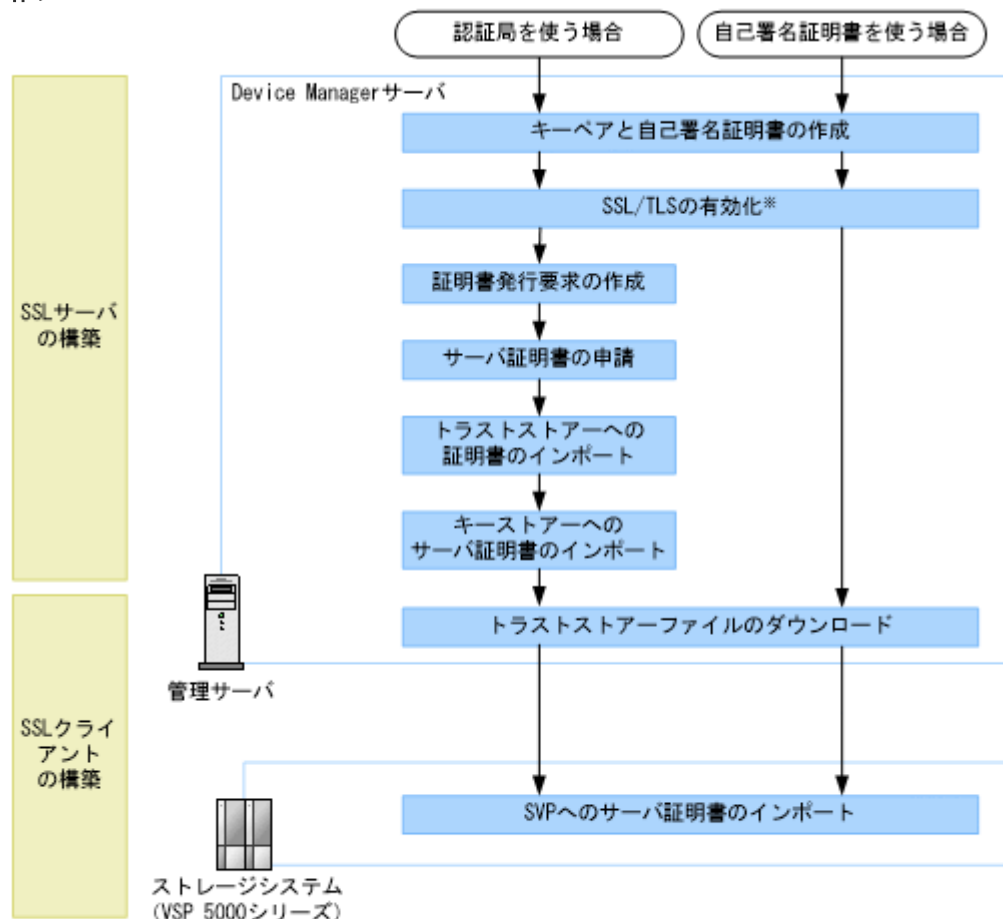 認証局を使う場合
自己署名証明書を使う場合
Device Managerサーバ
キーペアと自己署名証明書の作成
SSL/TLSの有効化※
証明書発行要求の作成
SSLサーバ
の構築
サーバ証明書の申請
トラストストアーへの
証明書のインポート
キーストアーへの
サーバ証明書のインポート
トラストストアーファイルのダウンロード
管理サーバ
SSLクライ
アント
の構築
SVPへのサーバ証明書のインポート
ストレージシステム
(VSP 5000シリーズ)